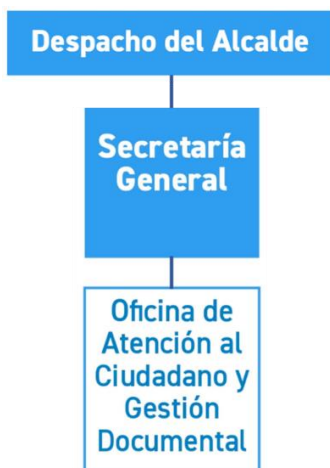 Despacho del Alcalde
Secretaría
General
Oficina de
Atención al
Ciudadano y
Gestión
Documental